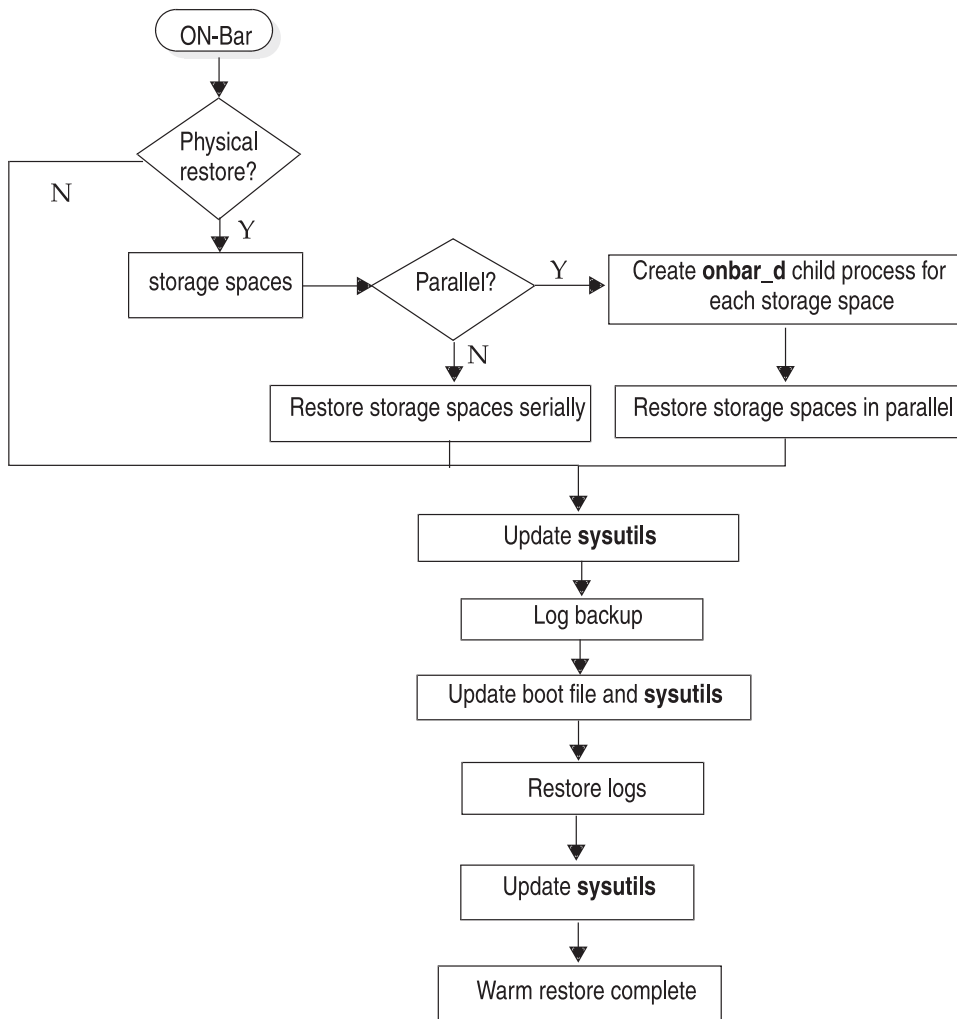 ON-Bar
Physical
restore?
N
Y
storage spaces
Parallel?
Y
Create onbar_d child process for
each storage space
N
Restore storage spaces serially
Restore storage spaces in parallel
Update sysutils
Log backup
Update boot file and sysutils
Restore logs
Update sysutils
Warm restore complete